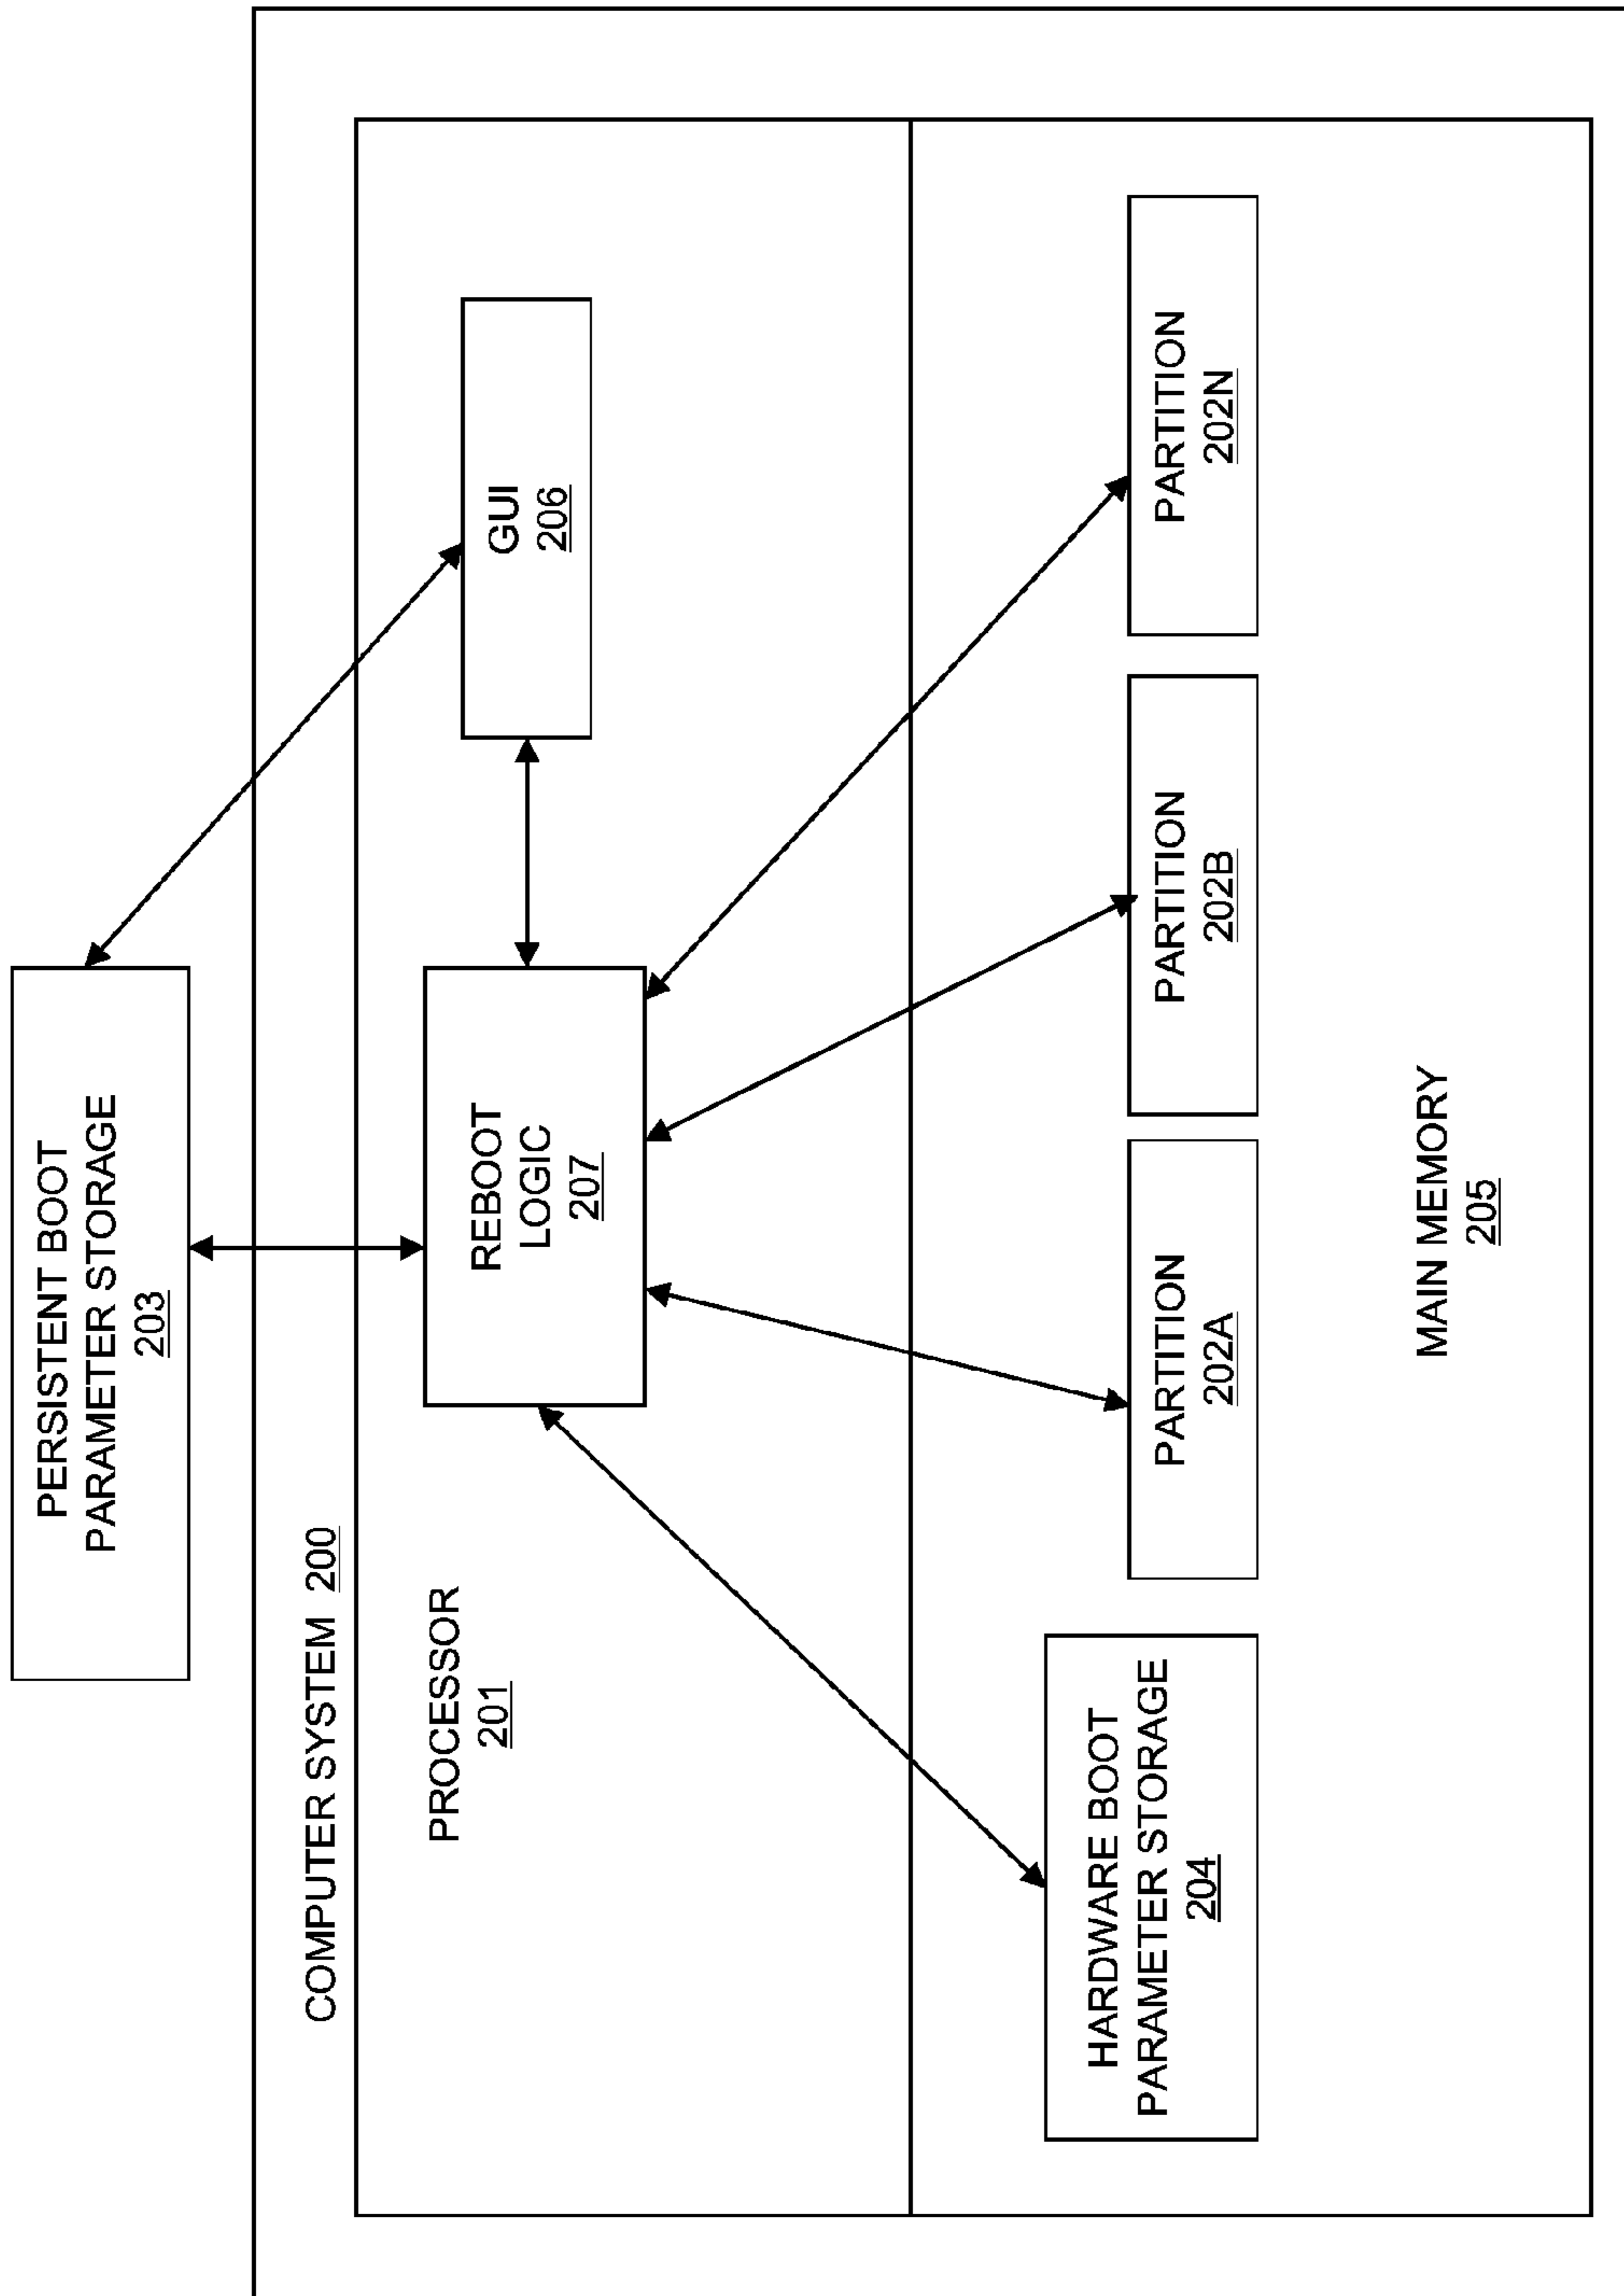 PERSISTENT BOOT
PARAMETER STORAGE
203
COMPUTER SYSTEM 200
PROCESSOR
201
REBOOT
LOGIC
207
GUI
206
HARDWARE BOOT
PARAMETER STORAGE
204
PARTITION
202A
PARTITION
202B
PARTITION
202N
MAIN MEMORY
205